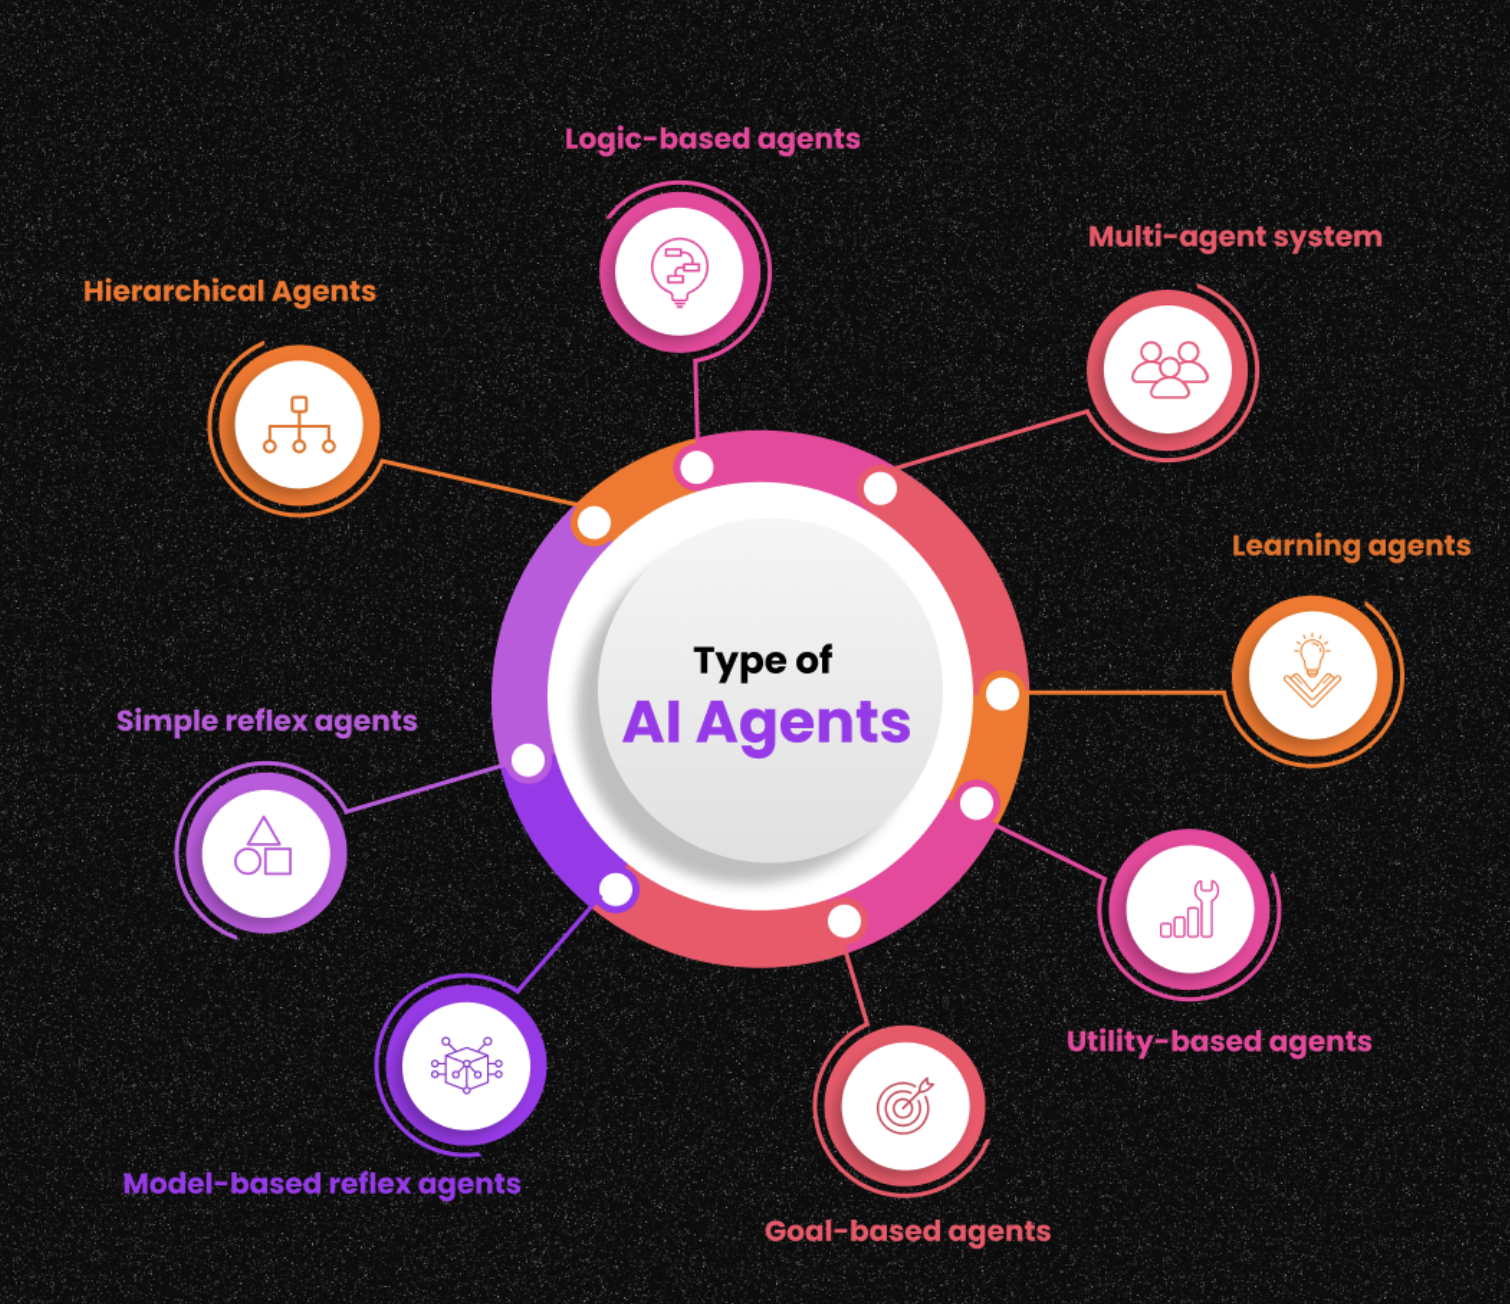 Logic-based agents
Multi-agent system
Hierarchical Agents
Learning agents
Type of
AI Agents
Simple reflex agents
Utility-based agents
Model-based reflex agents
Goal-based agents